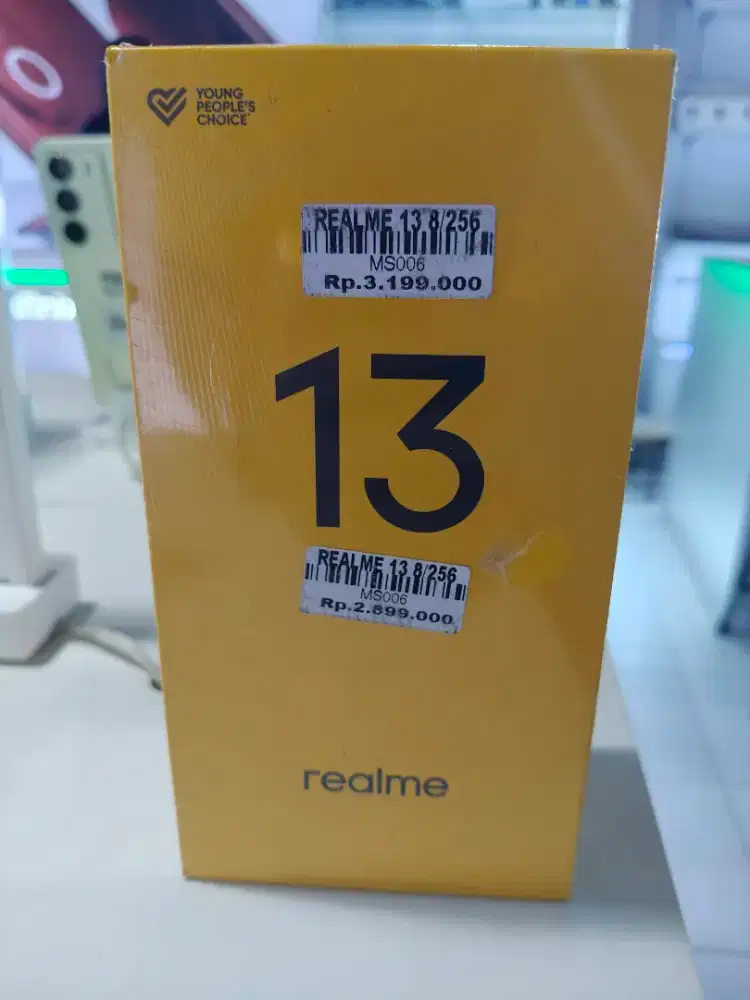 YOUNG
PEOPLE'S
CHOICE
REALME 13 8/256
MS006
Rp.3.199.000
13
REALME 13 8/256
MS006
Rp.2.899.000
realme